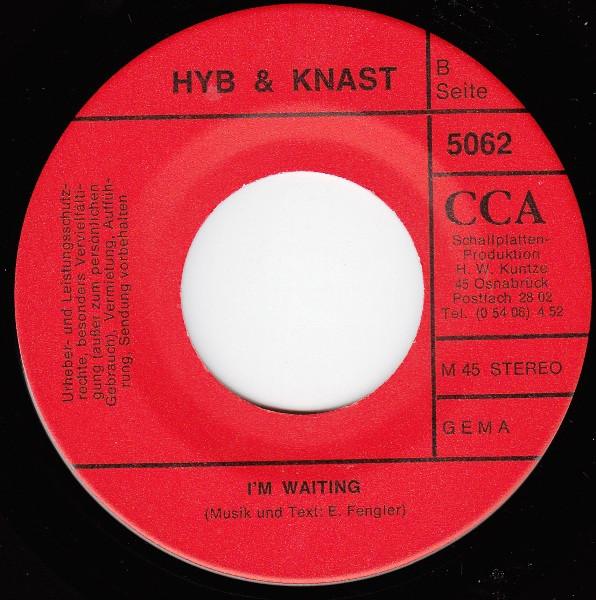 HYB & KNAST
B
Seite
5062
CCA
Schallplatten-
Produktion
H. W. Kuntze
45 Osnabrück
Postfach 28 02
Tel. (0 54 06) 4 52
M 45 STEREO
GEMA
Urheber- und Leistungsschutz-
rechte, besonders Vervielfälti-
gung (außer zum persönlichen
Gebrauch), Vermietung, Auffüh-
rung, Sendung vorbehalten
I'M WAITING
(Musik und Text: E. Fengler)